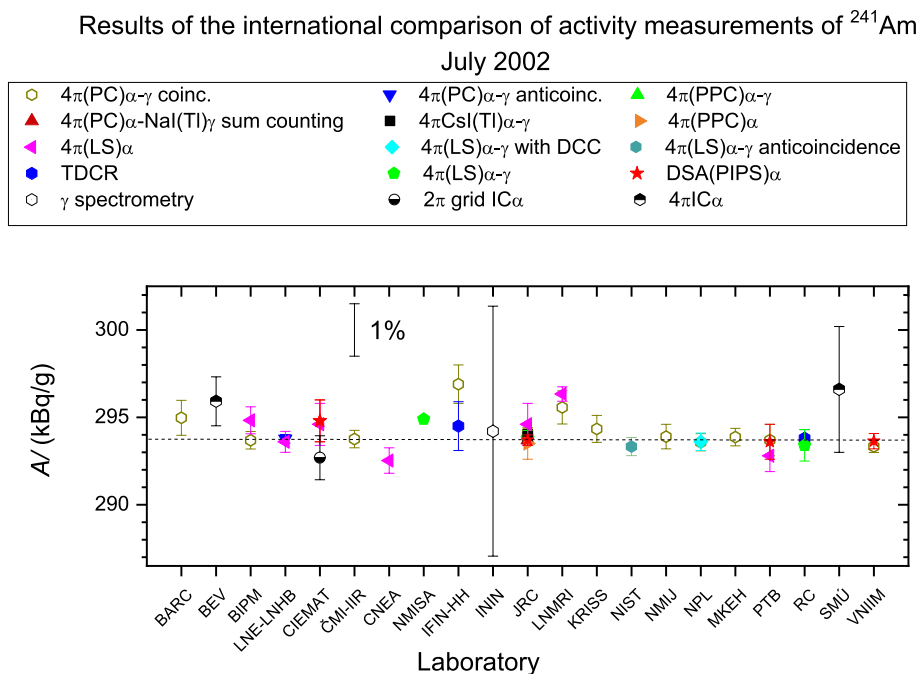 Results of the international comparison of activity measurements of ²⁴¹Am
July 2002
4π(PC)α-γ coinc. 4π(PC)α-γ anticoinc. 4π(PPC)α-γ
4π(PC)α-NaI(Tl)γ sum counting 4πCsI(Tl)α-γ 4π(PPC)α
4π(LS)α 4π(LS)α-γ with DCC 4π(LS)α-γ anticoincidence
TDCR 4π(LS)α-γ DSA(PIPS)α
γ spectrometry 2π grid ICα 4πICα
1%
300
295
290
A/ (kBq/g)
BARC BEV BIPM LNE-LNHB CIEMAT ČMI-IIR CNEA NMISA IFIN-HH ININ JRC LNMRI KRISS NIST NMIJ NPL MKEH PTB RC SMU VNIIM
Laboratory